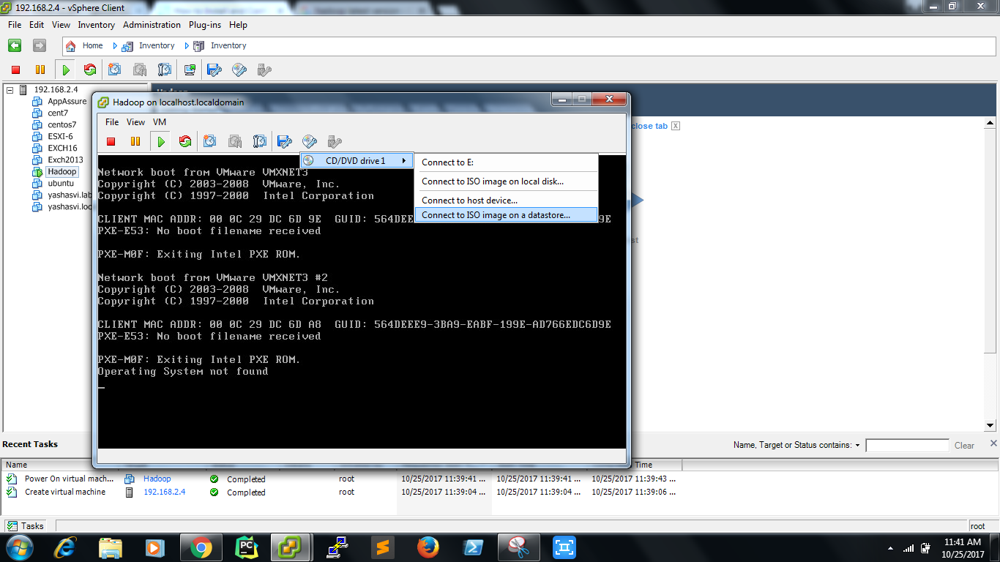 192.168.2.4 - vSphere Client
File Edit View Inventory Administration Plug-ins Help
Home Inventory Inventory
192.168.2.4
AppAssure
cent7
centos7
ESXI-6
EXCH16
Exch2013
Hadoop
ubuntu
yashasvi.lab
yashasvi.loc
close tab X
Hadoop on localhost.localdomain
File View VM
CD/DVD drive 1
Connect to E:
Connect to ISO image on local disk...
Connect to host device...
Connect to ISO image on a datastore...
Network boot from VMware VMXNET3
Copyright (C) 2003-2008 VMware, Inc.
Copyright (C) 1997-2000 Intel Corporation
CLIENT MAC ADDR: 00 0C 29 DC 6D 9E GUID: 564DEEE 9E
PXE-E53: No boot filename received
PXE-M0F: Exiting Intel PXE ROM.
Network boot from VMware VMXNET3 #2
Copyright (C) 2003-2008 VMware, Inc.
Copyright (C) 1997-2000 Intel Corporation
CLIENT MAC ADDR: 00 0C 29 DC 6D A8 GUID: 564DEEE9-3BA9-EABF-199E-AD766EDC6D9E
PXE-E53: No boot filename received
PXE-M0F: Exiting Intel PXE ROM.
Operating System not found
Recent Tasks
Name, Target or Status contains: Clear
Name Time
Power On virtual mach... Hadoop Completed root 10/25/2017 11:39:41 ... 10/25/2017 11:39:41 ... 10/25/2017 11:39:43 ...
Create virtual machine 192.168.2.4 Completed root 10/25/2017 11:39:04 ... 10/25/2017 11:39:04 ... 10/25/2017 11:39:06 ...
Tasks root
PC
11:41 AM
10/25/2017